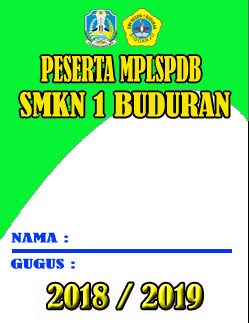 PESERTA MPLSPDB
SMKN 1 BUDURAN
NAMA :
GUGUS :
2018 / 2019